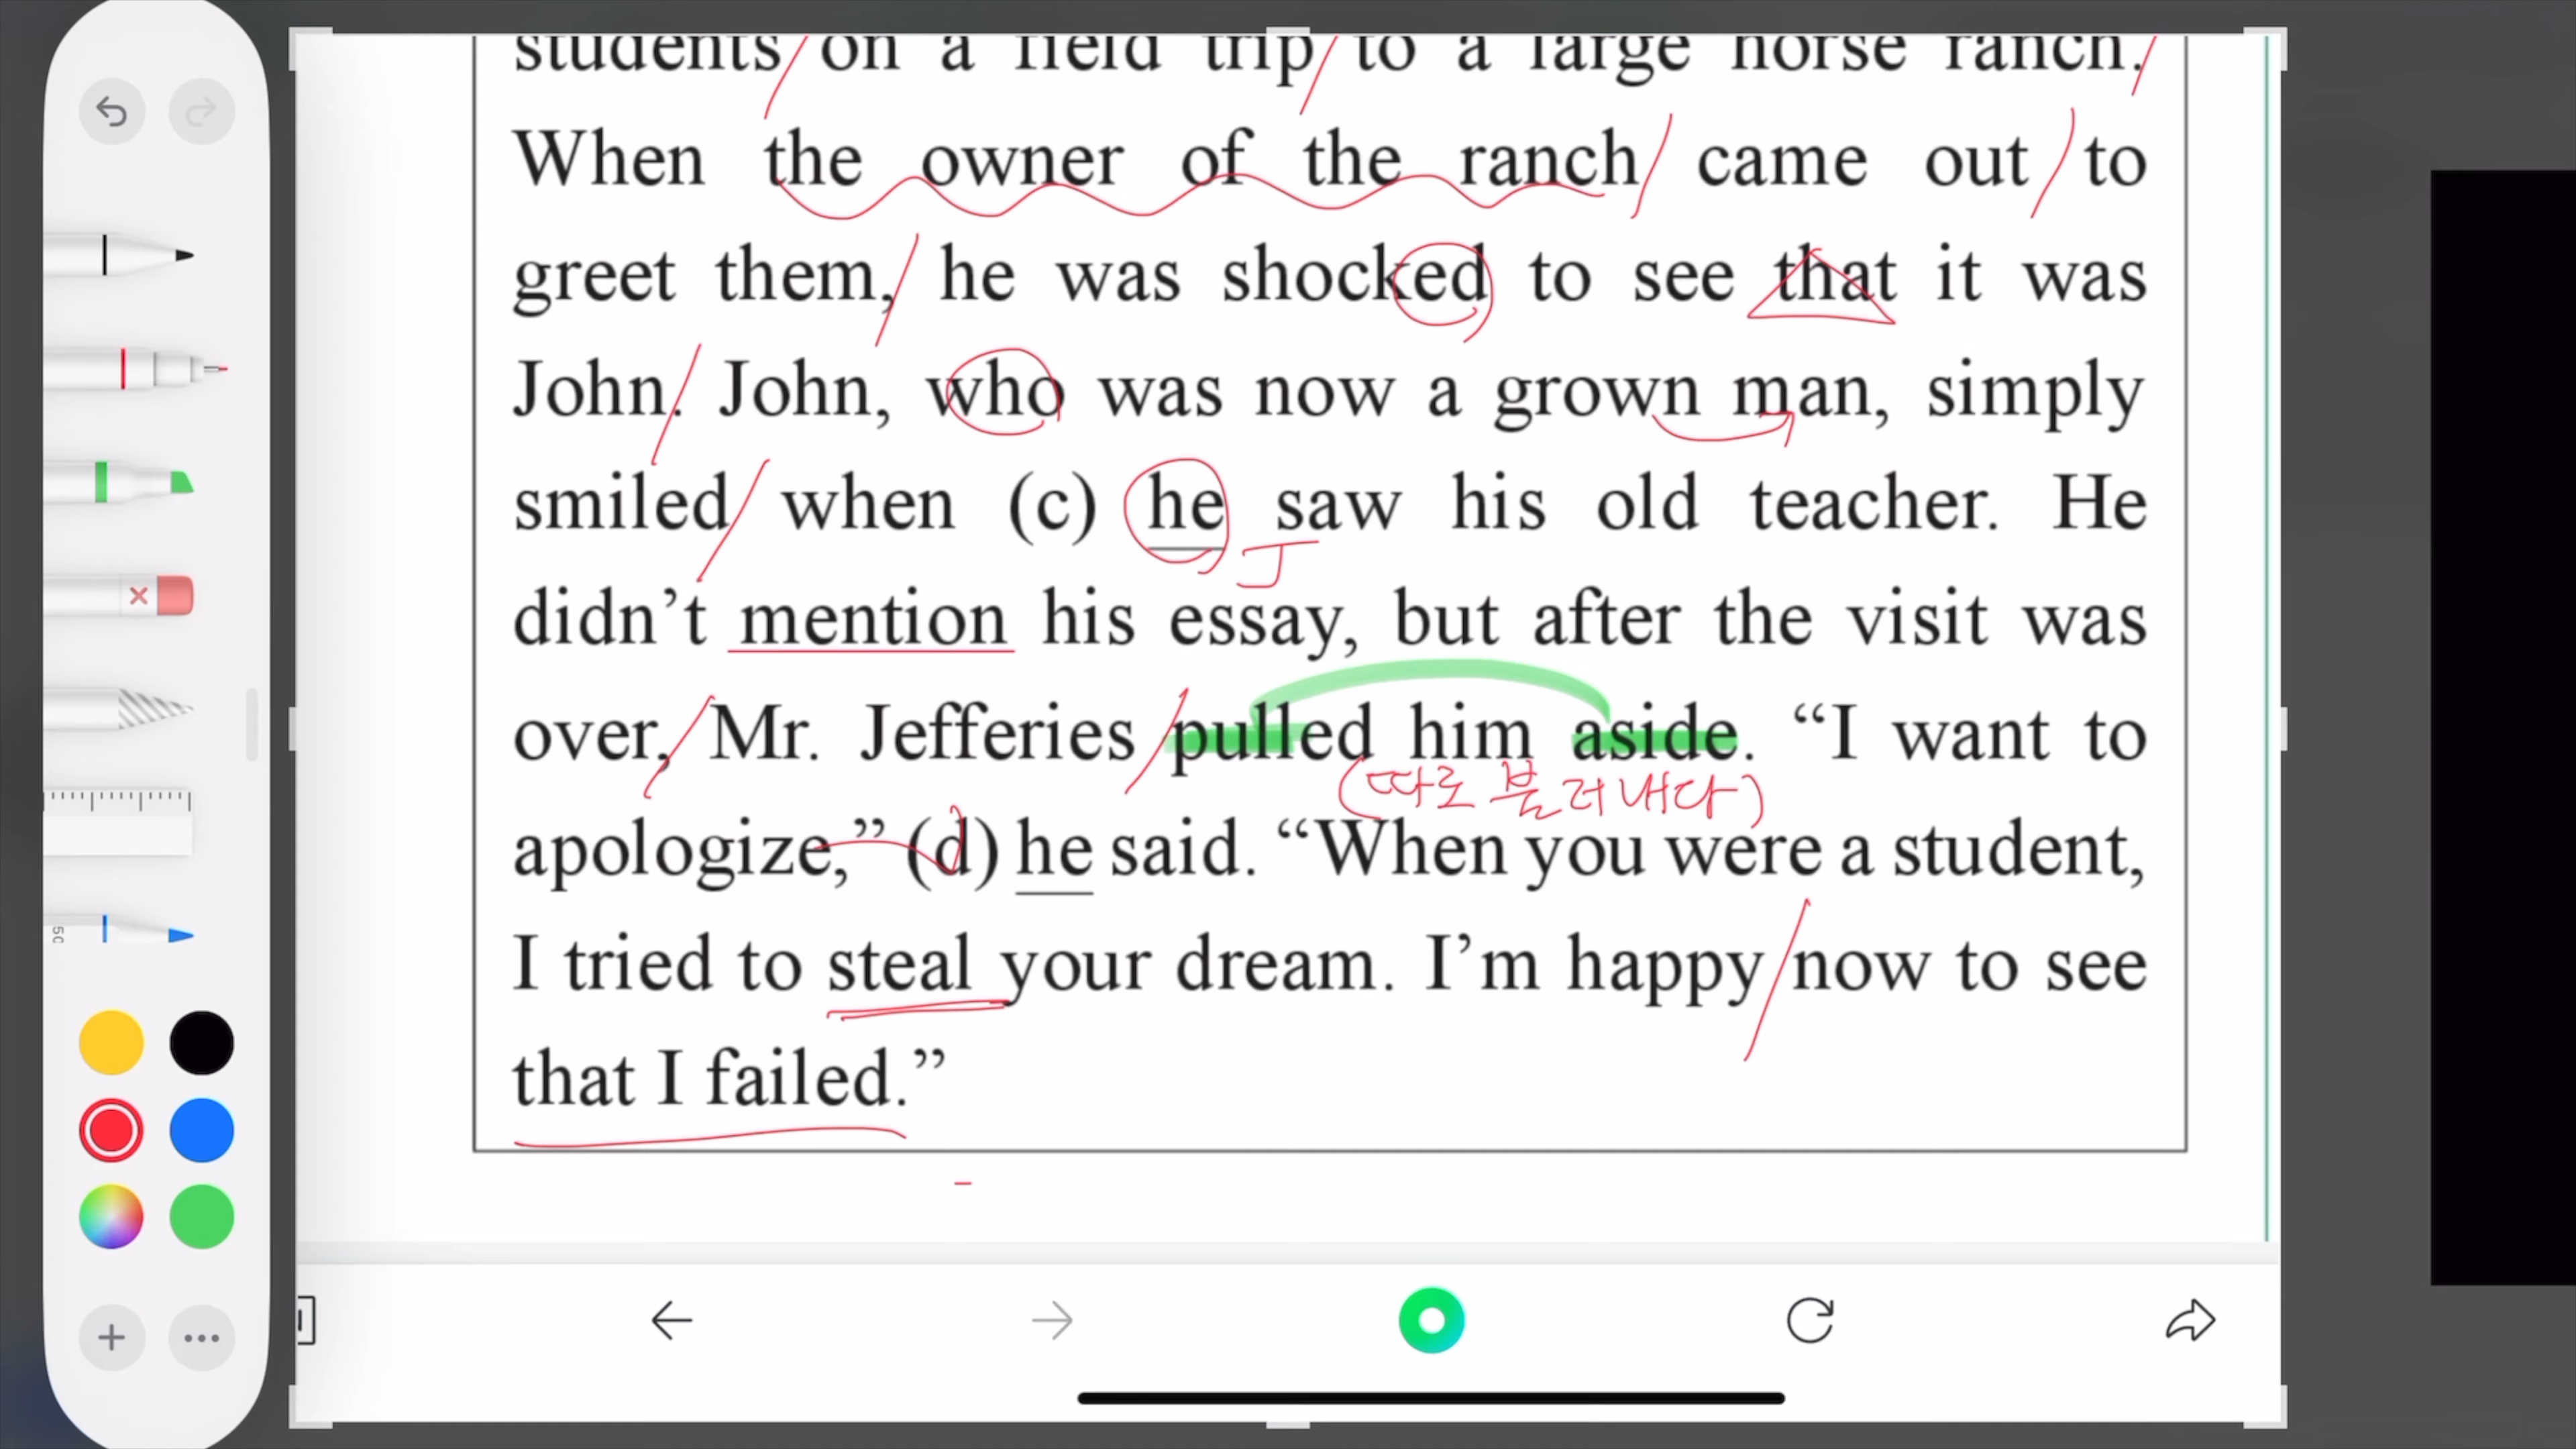 students on a field trip to a large horse ranch.
When the owner of the ranch came out to
greet them, he was shocked to see that it was
John. John, who was now a grown man, simply
smiled when (c) he saw his old teacher. He
J
didn’t mention his essay, but after the visit was
over, Mr. Jefferies pulled him aside. “I want to
(따로 불러내다)
apologize,” (d) he said. “When you were a student,
I tried to steal your dream. I’m happy now to see
that I failed.”
50